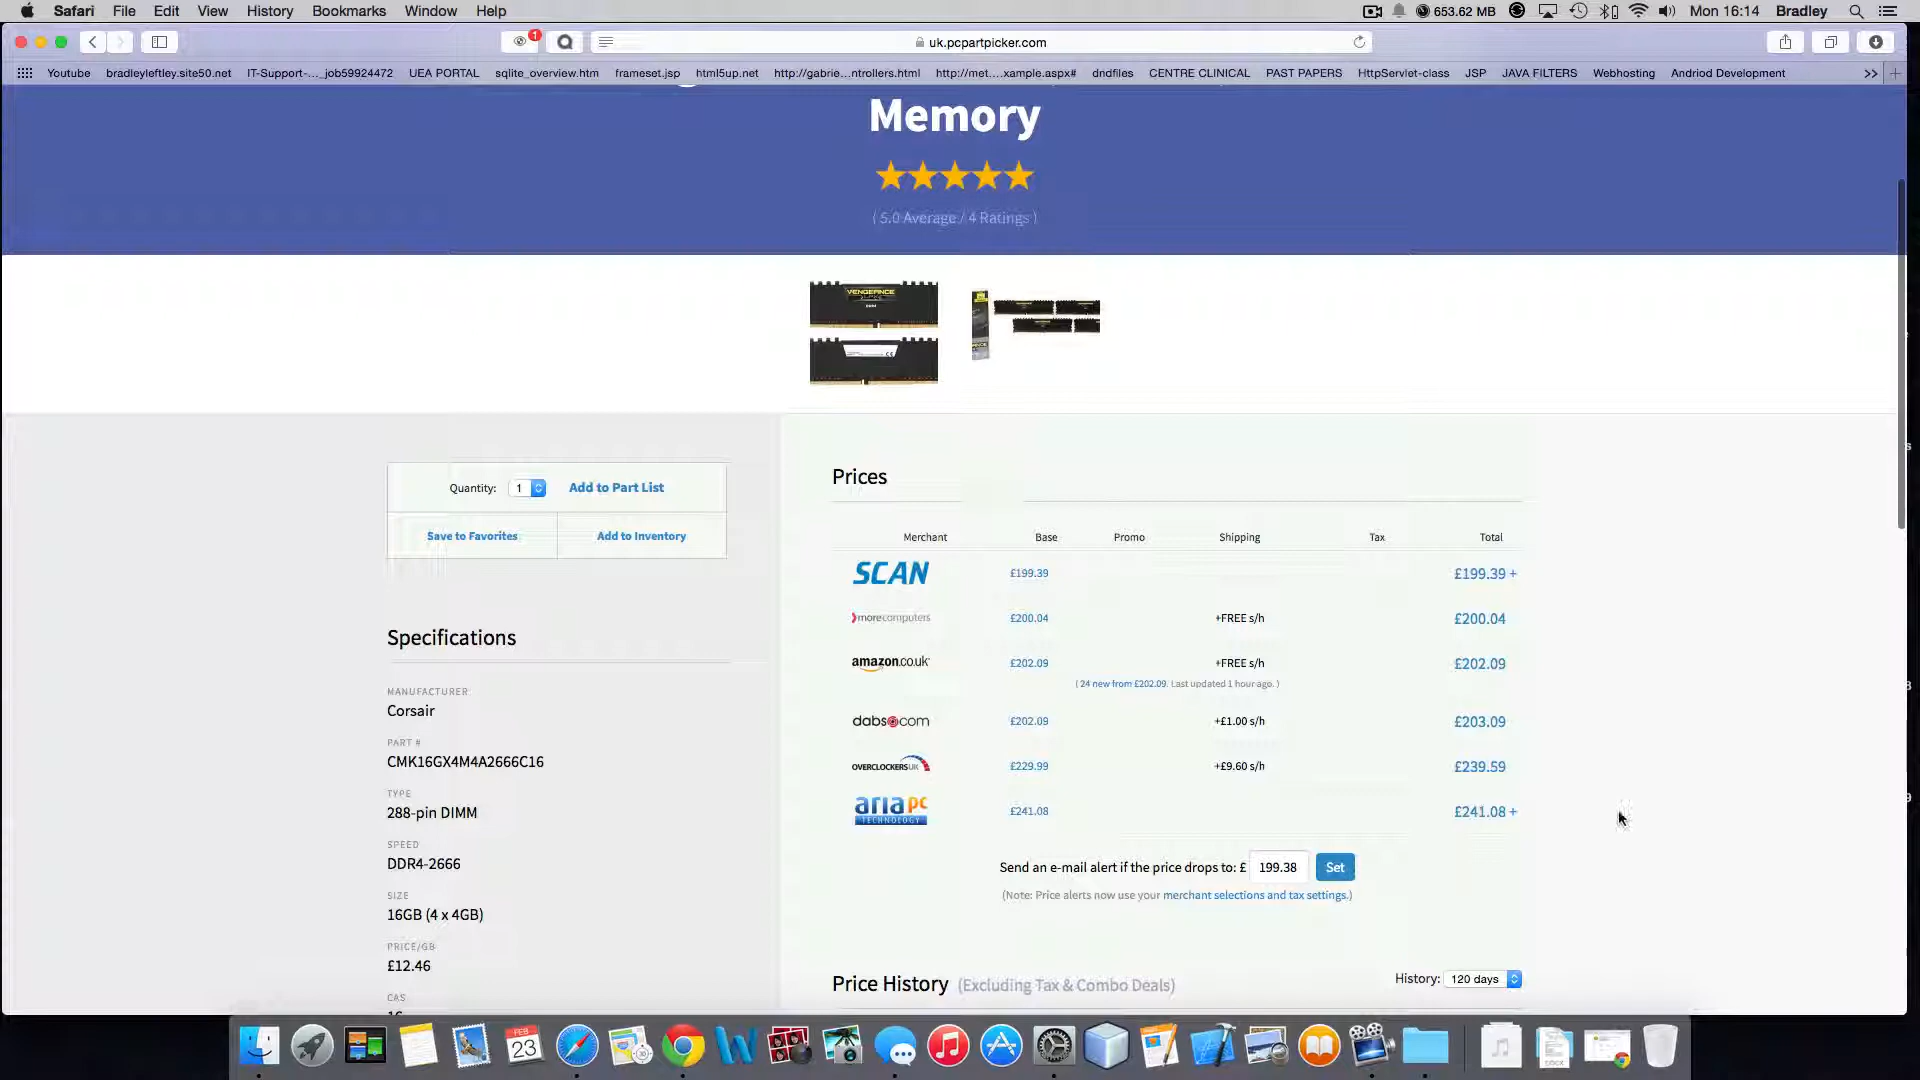 Safari File Edit View History Bookmarks Window Help 653.62 MB Mon 16:14 Bradley
1 uk.pcpartpicker.com
Youtube bradleyleftley.site50.net IT-Support-..._job59924472 UEA PORTAL sqlite_overview.htm frameset.jsp html5up.net http://gabrie...ntrollers.html http://met....xample.aspx# dndfiles CENTRE CLINICAL PAST PAPERS HttpServlet-class JSP JAVA FILTERS Webhosting Andriod Development >>
Memory
( 5.0 Average / 4 Ratings )
VENGEANCE
Quantity: 1 Add to Part List
Save to Favorites Add to Inventory
Specifications
MANUFACTURER
Corsair
PART #
CMK16GX4M4A2666C16
TYPE
288-pin DIMM
SPEED
DDR4-2666
SIZE
16GB (4 x 4GB)
PRICE/GB
£12.46
CAS
Prices
Merchant Base Promo Shipping Tax Total
SCAN £199.39 £199.39 +
morecomputers £200.04 +FREE s/h £200.04
amazon.co.uk £202.09 +FREE s/h £202.09
( 24 new from £202.09. Last updated 1 hour ago. )
dabs.com £202.09 +£1.00 s/h £203.09
OVERCLOCKERS UK £229.99 +£9.60 s/h £239.59
aria PC TECHNOLOGY £241.08 £241.08 +
Send an e-mail alert if the price drops to: £ 199.38 Set
(Note: Price alerts now use your merchant selections and tax settings.)
Price History (Excluding Tax & Combo Deals) History: 120 days
FEB
23